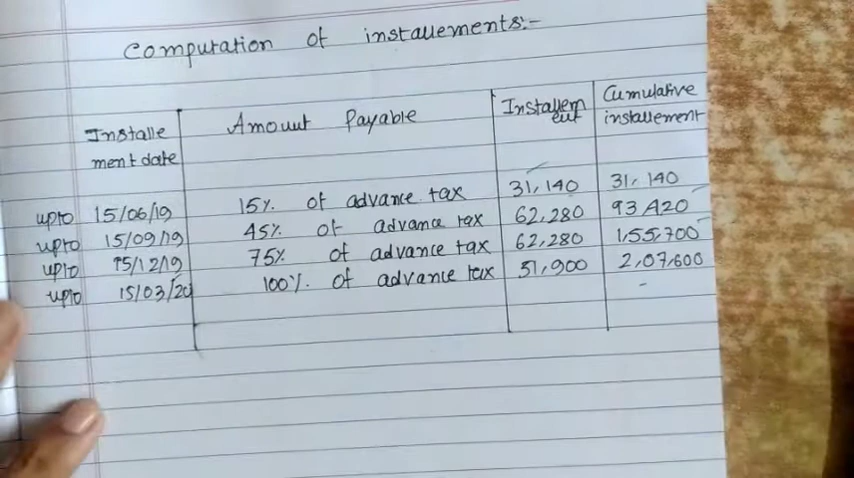 Computation of installements:-
Installe
ment date
Amount Payable
Installem
ent
Cumulative
installement
upto 15/06/19 15% of advance tax 31,140 31,140
upto 15/09/19 45% of advance tax 62,280 93,420
upto 15/12/19 75% of advance tax 62,280 1,55,700
upto 15/03/20 100% of advance tax 51,900 2,07,600